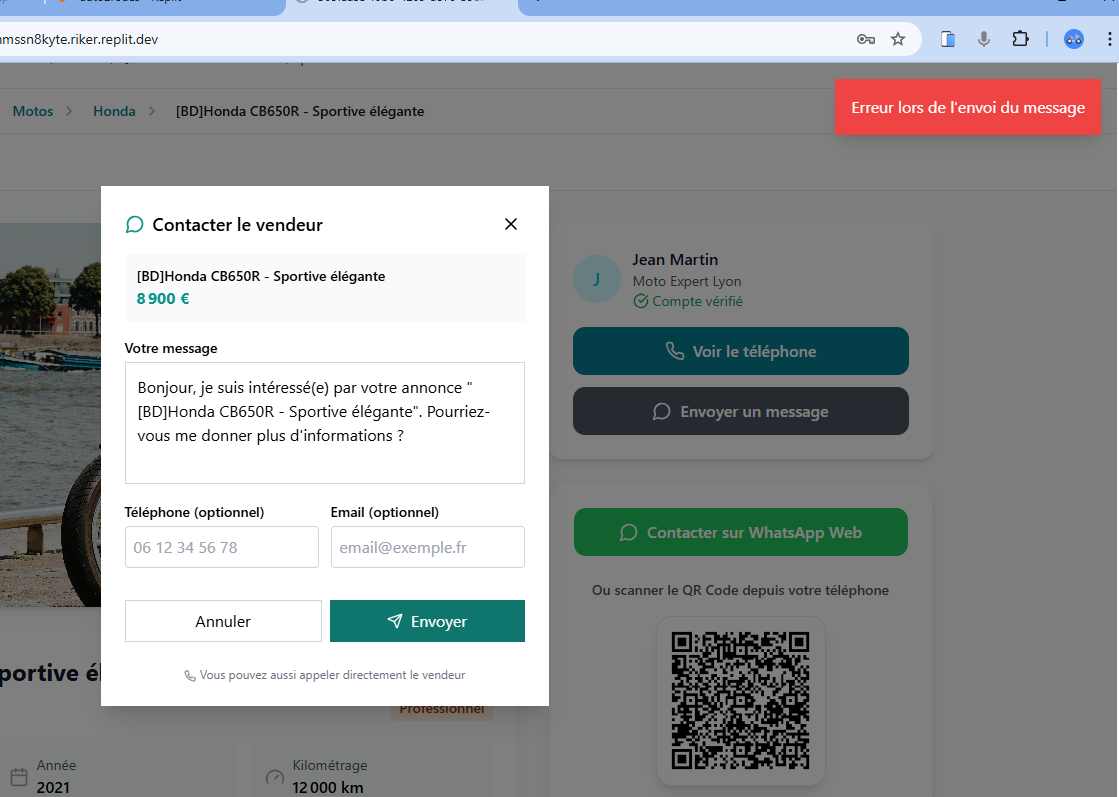 mssn8kyte.riker.replit.dev
Motos > Honda > [BD]Honda CB650R - Sportive élégante
Erreur lors de l'envoi du message
Contacter le vendeur
[BD]Honda CB650R - Sportive élégante
8 900 €
Votre message
Bonjour, je suis intéressé(e) par votre annonce "
[BD]Honda CB650R - Sportive élégante". Pourriez-
vous me donner plus d'informations ?
Téléphone (optionnel) Email (optionnel)
06 12 34 56 78 email@exemple.fr
Annuler Envoyer
Vous pouvez aussi appeler directement le vendeur
J
Jean Martin
Moto Expert Lyon
Compte vérifié
Voir le téléphone
Envoyer un message
Contacter sur WhatsApp Web
Ou scanner le QR Code depuis votre téléphone
portive él
Professionnel
Année
2021
Kilométrage
12 000 km